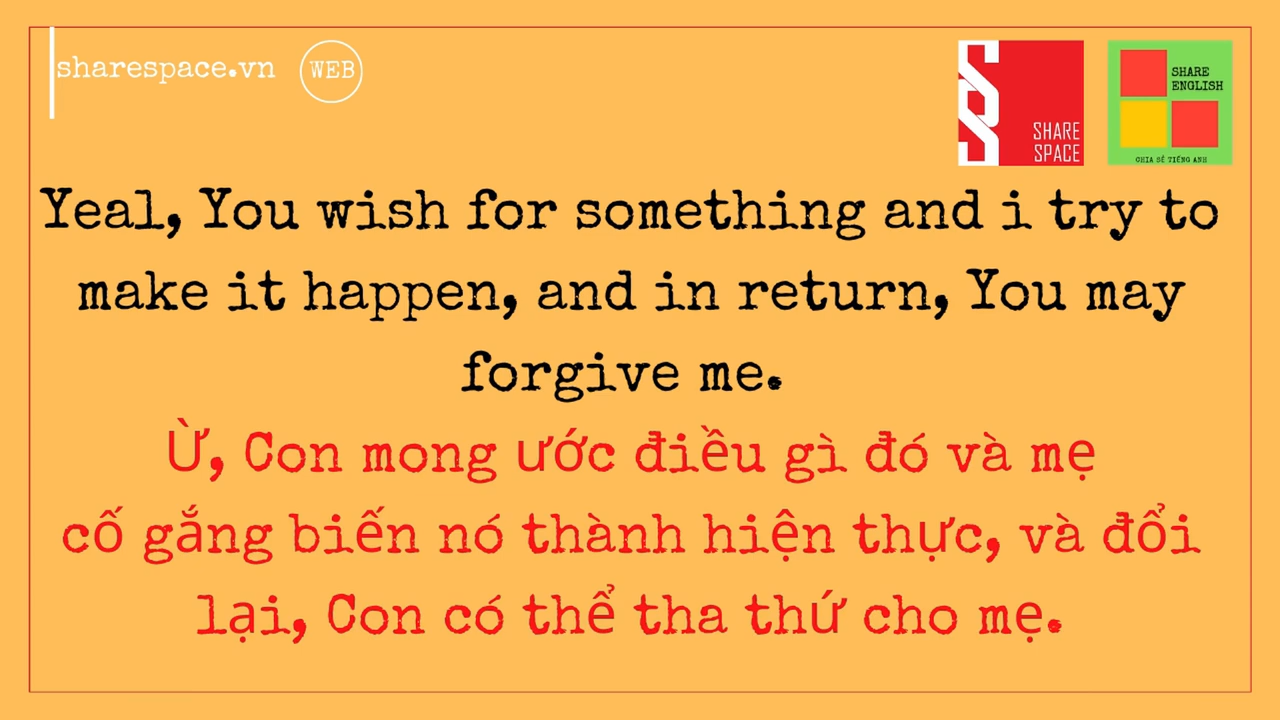 sharespace.vn
WEB
SHARE
SPACE
SHARE
ENGLISH
CHIA SẺ TIẾNG ANH
Yeal, You wish for something and i try to
make it happen, and in return, You may
forgive me.
Ừ, Con mong ước điều gì đó và mẹ
cố gắng biến nó thành hiện thực, và đổi
lại, Con có thể tha thứ cho mẹ.